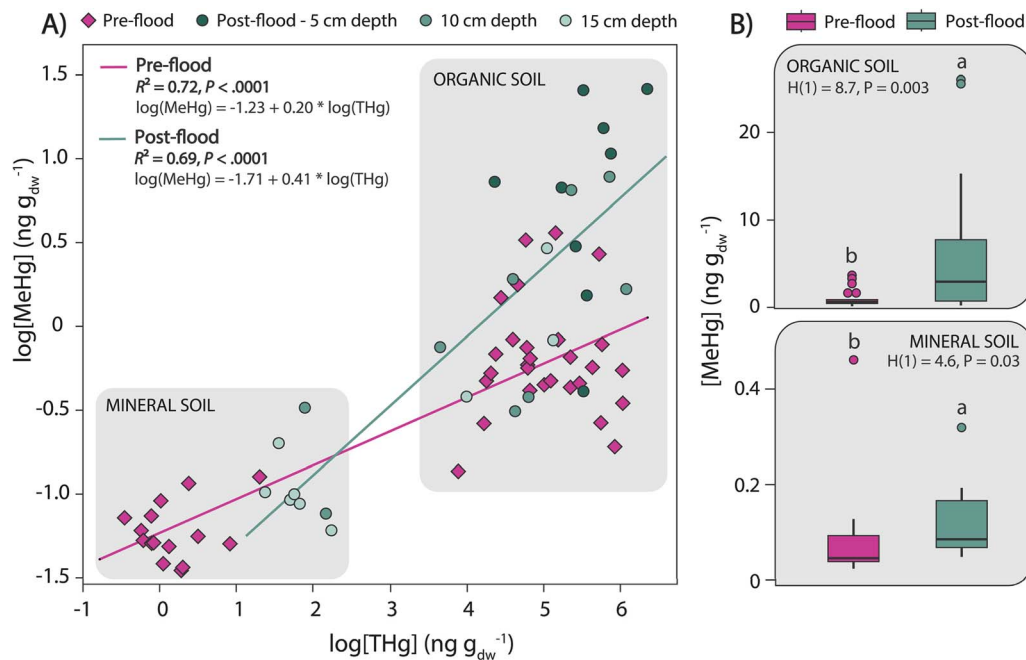 A)
Pre-flood
Post-flood - 5 cm depth
10 cm depth
15 cm depth
Pre-flood
R² = 0.72, P < .0001
log(MeHg) = -1.23 + 0.20 * log(THg)
Post-flood
R² = 0.69, P < .0001
log(MeHg) = -1.71 + 0.41 * log(THg)
ORGANIC SOIL
MINERAL SOIL
log[MeHg] (ng g_dw⁻¹)
1.5
1.0
0.5
0
-0.5
-1.0
-1.5
-1 0 1 2 3 4 5 6
log[THg] (ng g_dw⁻¹)
B)
Pre-flood
Post-flood
ORGANIC SOIL
H(1) = 8.7, P = 0.003
a
b
20
10
0
[MeHg] (ng g_dw⁻¹)
MINERAL SOIL
H(1) = 4.6, P = 0.03
b
a
0.4
0.2
0